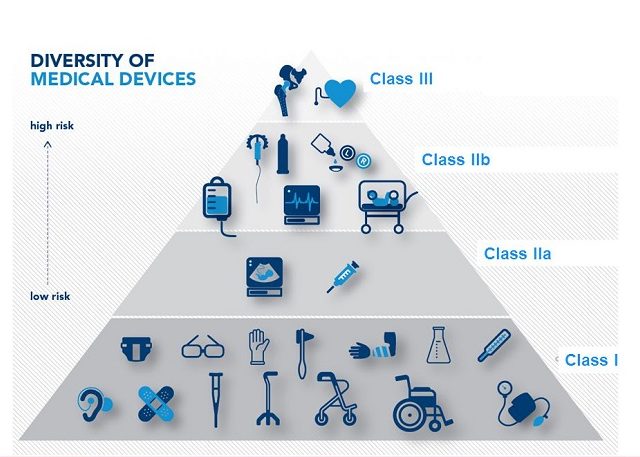 DIVERSITY OF
MEDICAL DEVICES
Class III
high risk
Class IIb
Class IIa
low risk
Class I